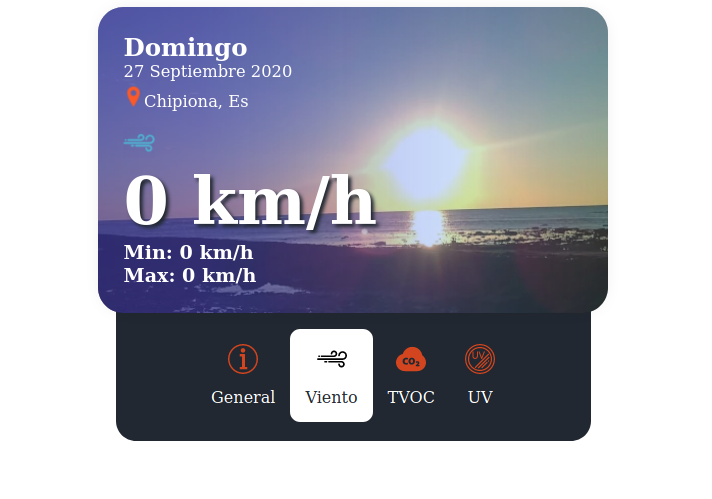 Domingo
27 Septiembre 2020
Chipiona, Es
0 km/h
Min: 0 km/h
Max: 0 km/h
CO₂ UV
General Viento TVOC UV